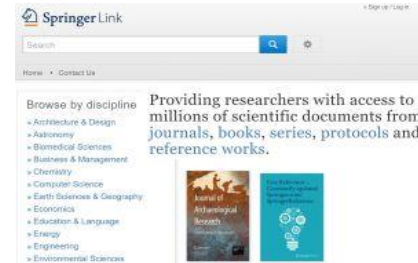 » Sign up / Log in
Springer Link
Search
Home • Contact Us
Browse by discipline
» Architecture & Design
» Astronomy
» Biomedical Sciences
» Business & Management
» Chemistry
» Computer Science
» Earth Sciences & Geography
» Economics
» Education & Language
» Energy
» Engineering
» Environmental Sciences
Providing researchers with access to
millions of scientific documents from
journals, books, series, protocols and
reference works.
Journal of
Archaeological
Research